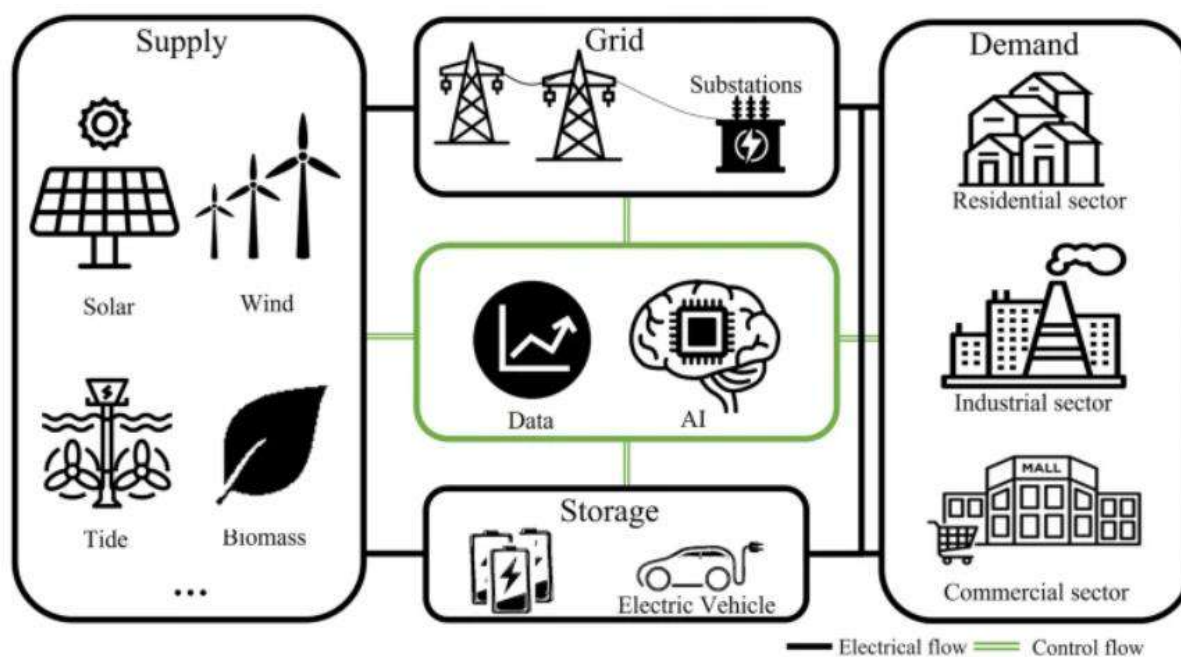 Supply
Solar
Wind
Tide
Biomass
...
Grid
Substations
Data
AI
Storage
Electric Vehicle
Demand
Residential sector
Industrial sector
MALL
Commercial sector
Electrical flow
Control flow